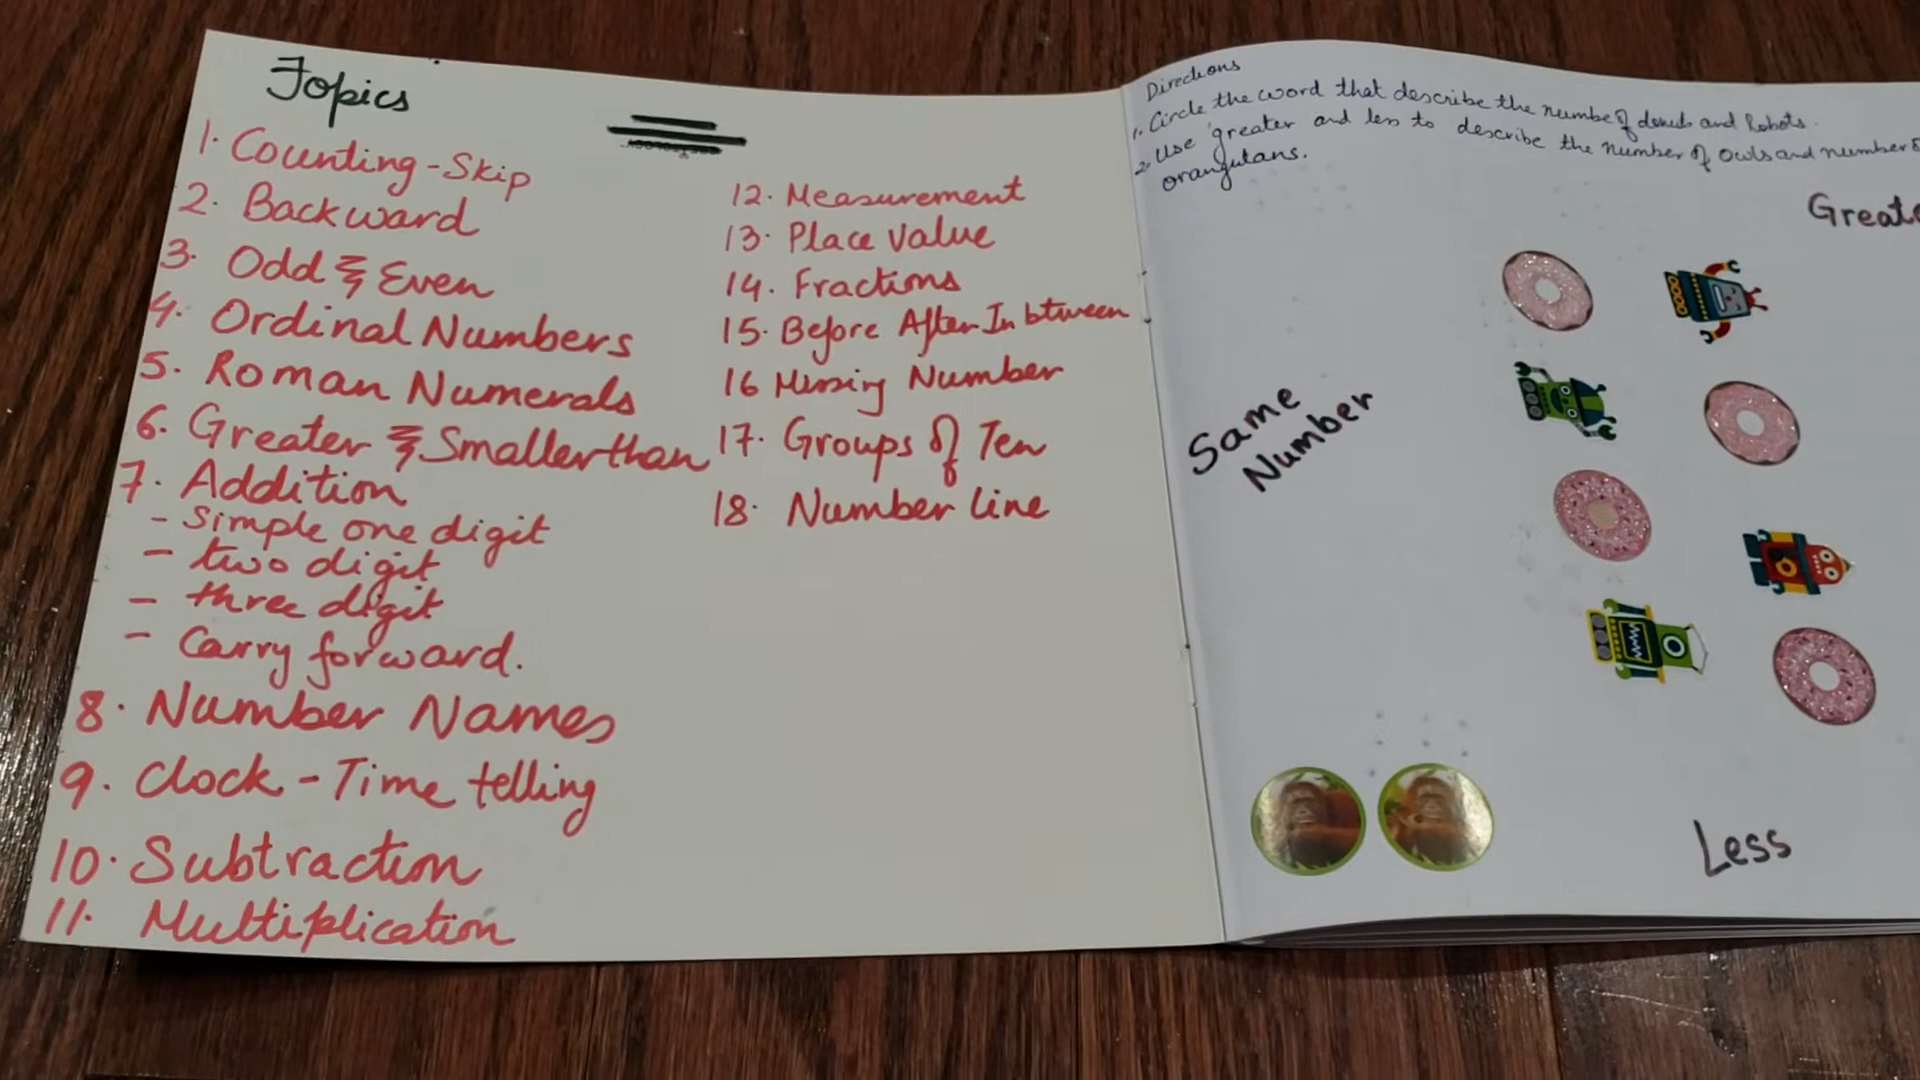 Topics
1. Counting-Skip
2. Backward
3. Odd & Even
4. Ordinal Numbers
5. Roman Numerals
6. Greater & Smaller than
7. Addition
- Simple one digit
- two digit
- three digit
- Carry forward.
8. Number Names
9. Clock - Time telling
10. Subtraction
11. Multiplication
12. Measurement
13. Place Value
14. Fractions
15. Before After In btween
16 Missing Number
17. Groups of Ten
18. Number line
Directions
1. Circle the word that describe the numbe of donuts and Robots.
2. Use greater and less to describe the number of owls and number
orangutans.
Same
Number
Less